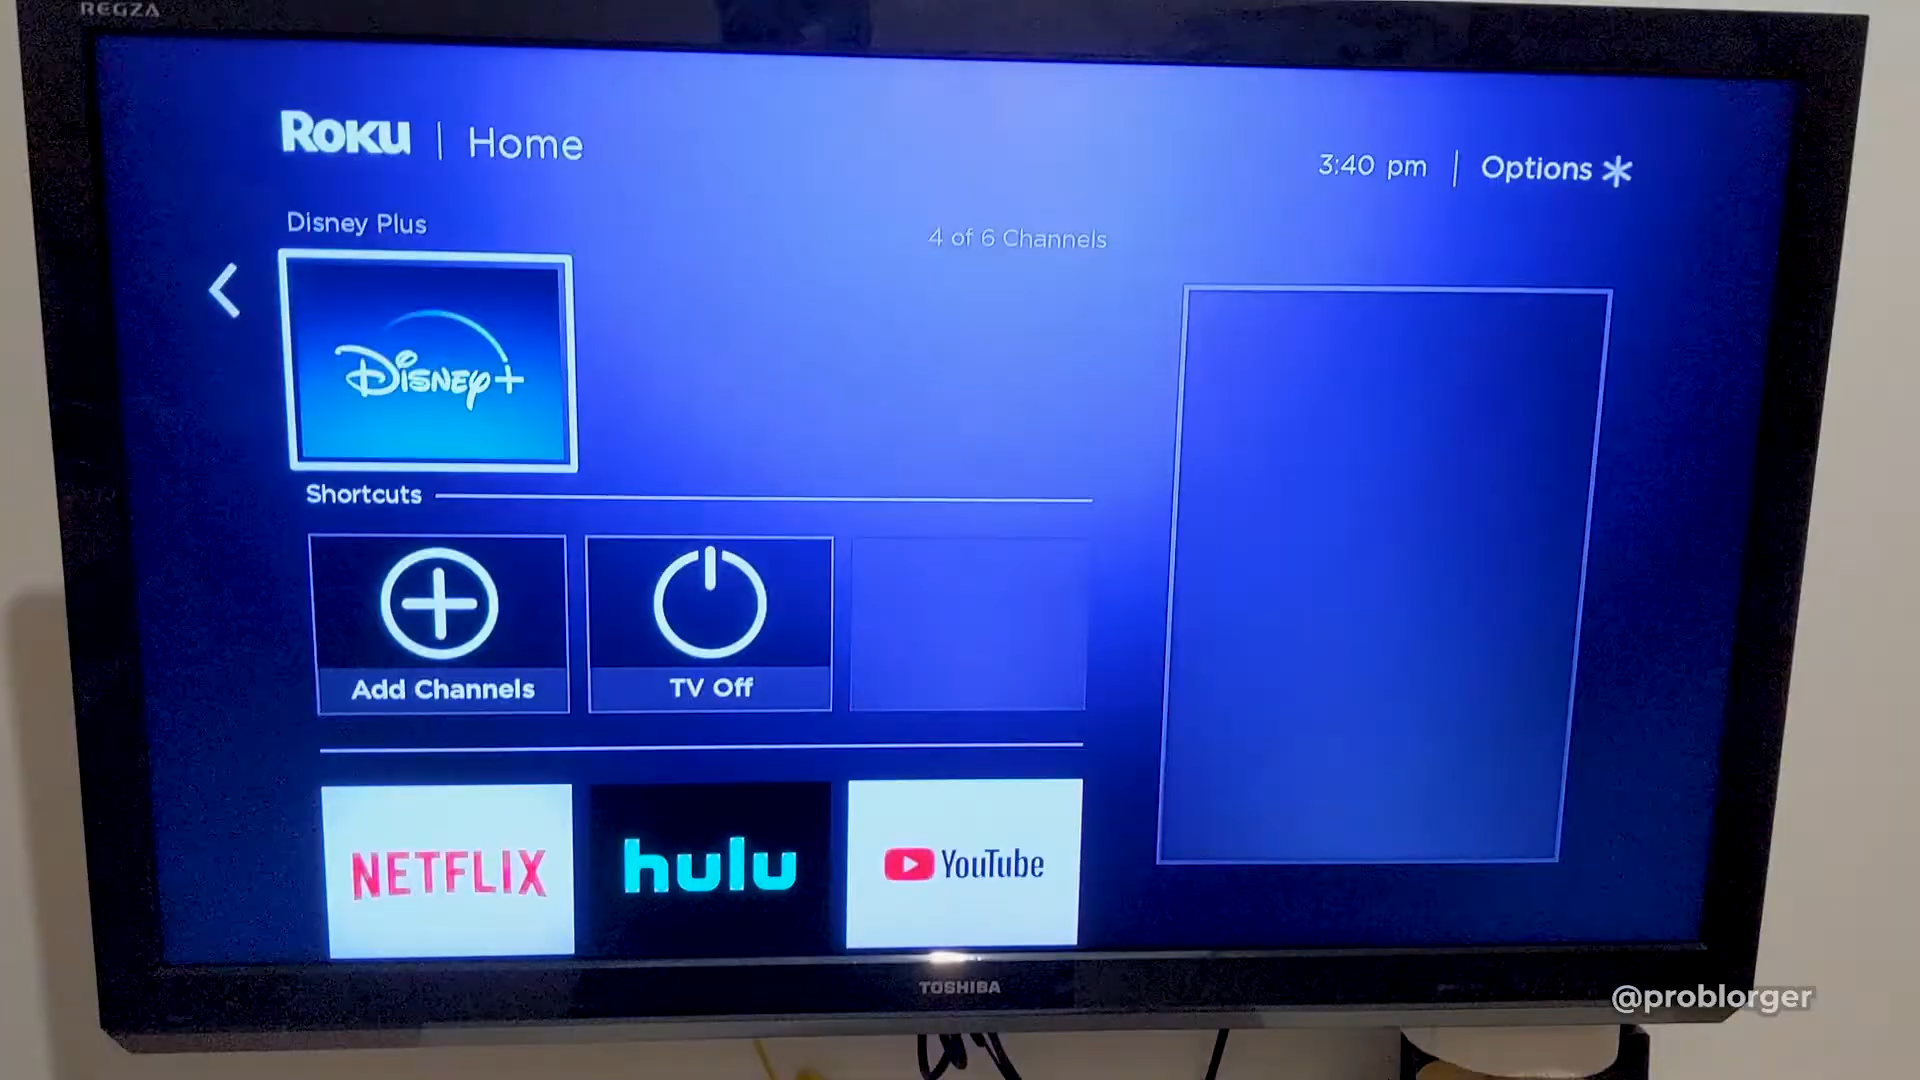 REGZA
Roku | Home
3:40 pm | Options
Disney Plus
4 of 6 Channels
Disney+
Shortcuts
Add Channels
TV Off
NETFLIX
hulu
YouTube
TOSHIBA
@problorger